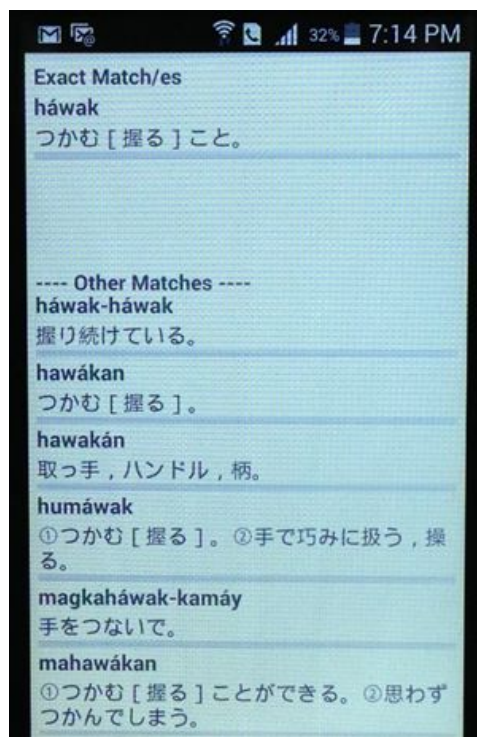 32% 7:14 PM
Exact Match/es
háwak
つかむ [ 握る ] こと。
---- Other Matches ----
háwak-háwak
握り続けている。
hawákan
つかむ [ 握る ] 。
hawakán
取っ手 , ハンドル , 柄。
humáwak
①つかむ [ 握る ] 。②手で巧みに扱う , 操
る。
magkaháwak-kamáy
手をつないで。
mahawákan
①つかむ [ 握る ] ことができる。②思わず
つかんでしまう。